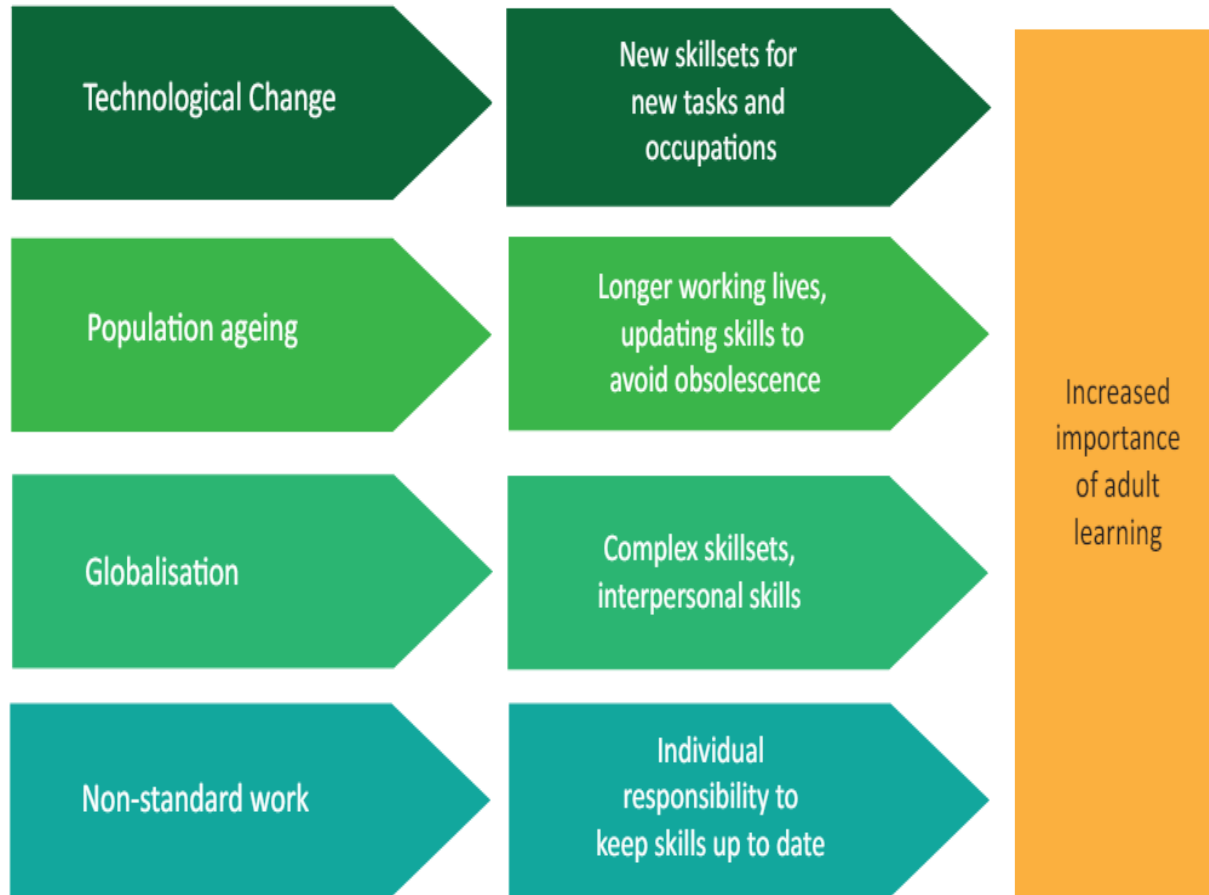 Technological Change
New skillsets for
new tasks and
occupations
Population ageing
Longer working lives,
updating skills to
avoid obsolescence
Globalisation
Complex skillsets,
interpersonal skills
Non-standard work
Individual
responsibility to
keep skills up to date
Increased
importance
of adult
learning